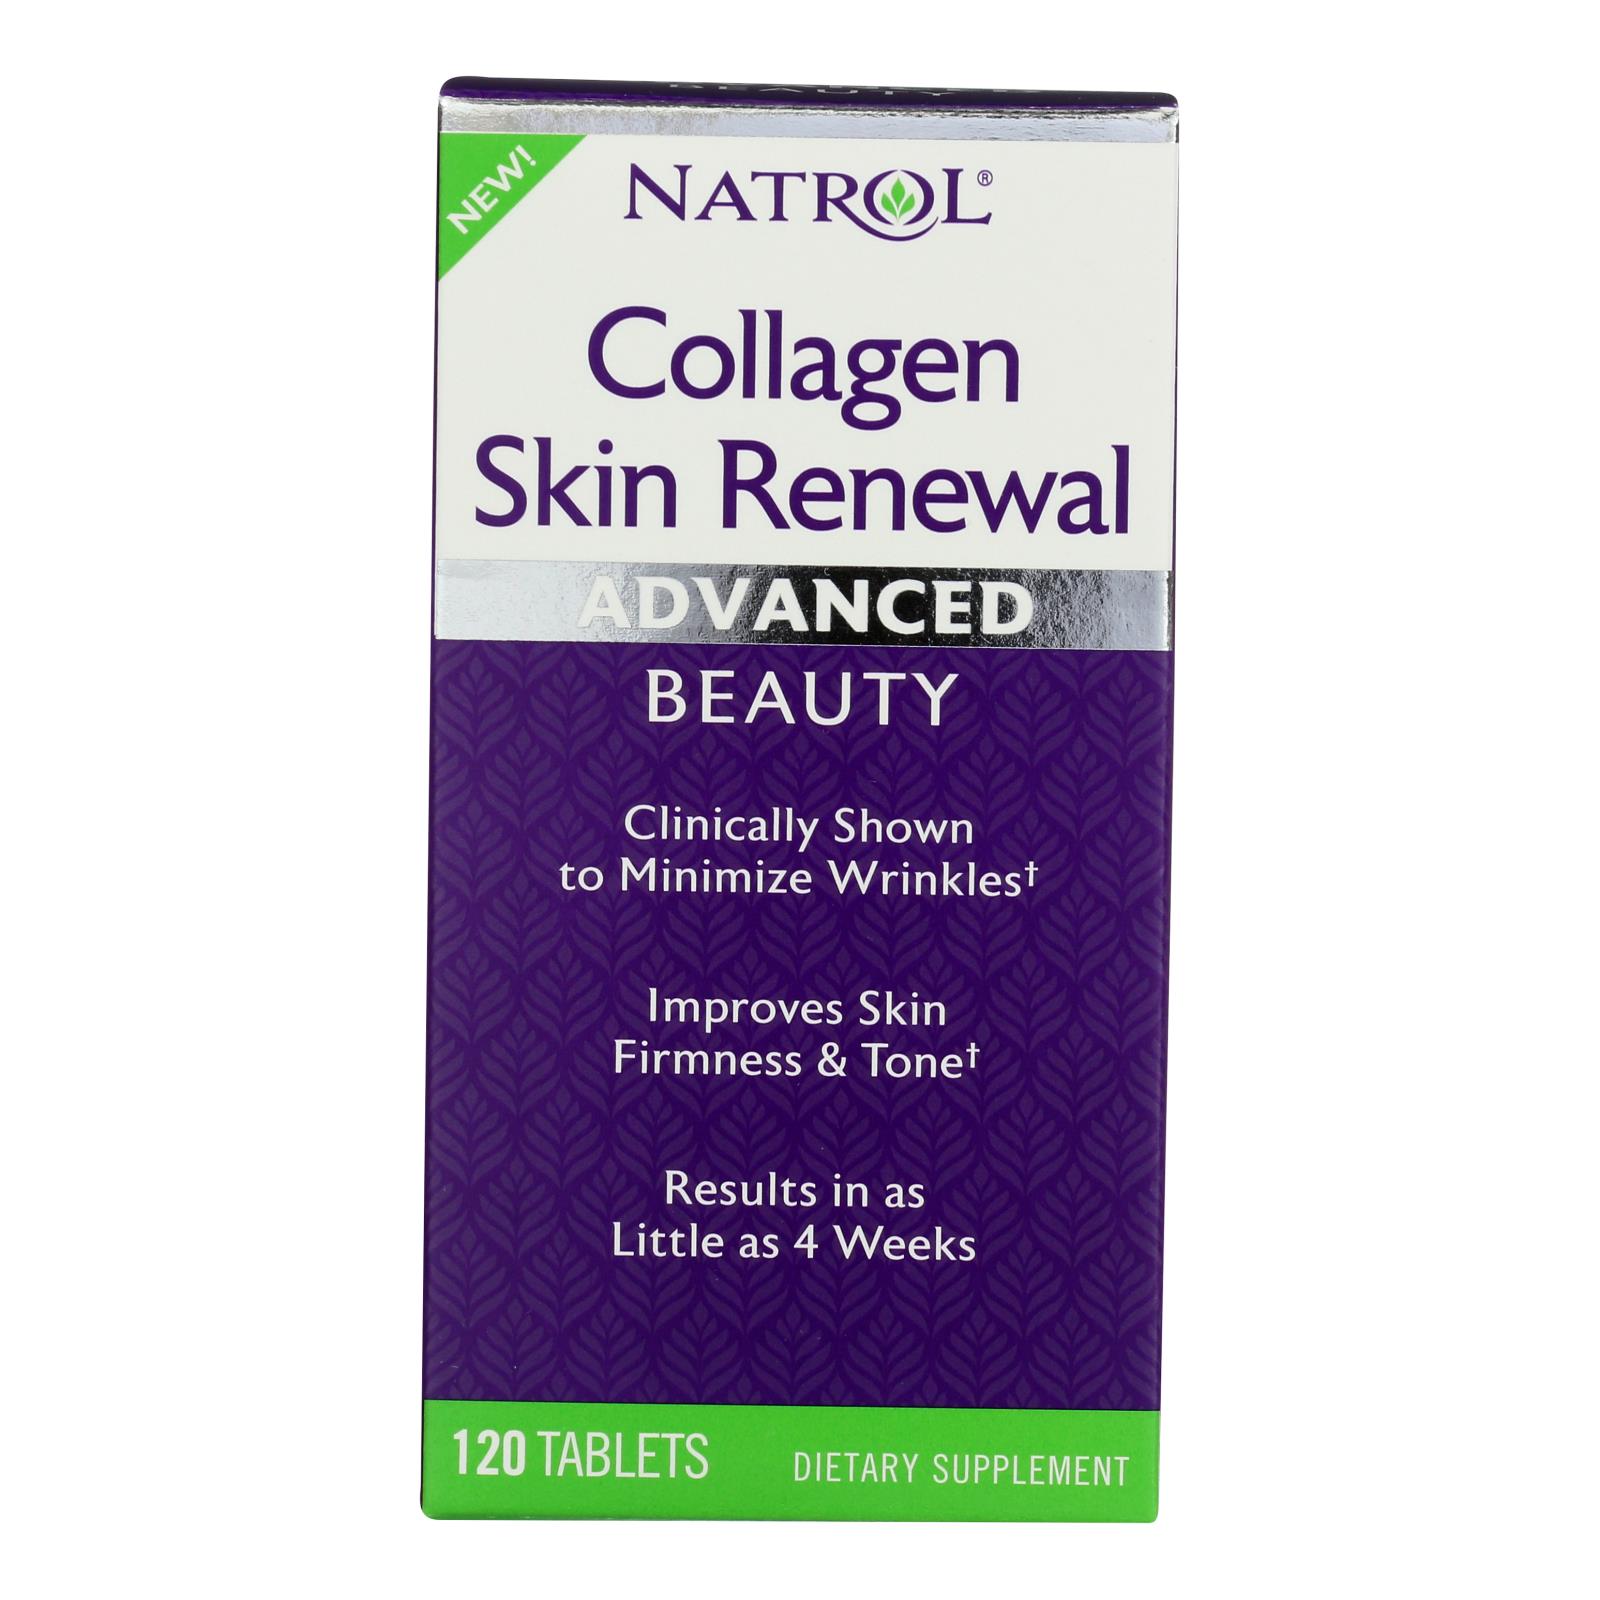 BEAUTY
NEW!
NATROL®
Collagen
Skin Renewal
ADVANCED
BEAUTY
Clinically Shown
to Minimize Wrinkles†
Improves Skin
Firmness & Tone†
Results in as
Little as 4 Weeks
120 TABLETS
DIETARY SUPPLEMENT